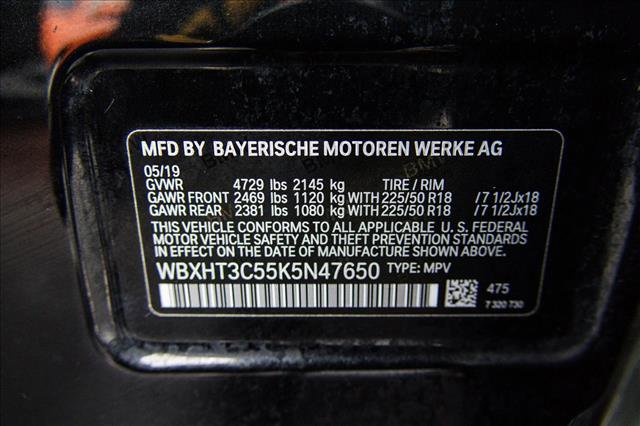 MFD BY BAYERISCHE MOTOREN WERKE AG
05/19
GVWR 4729 lbs 2145 kg TIRE / RIM
GAWR FRONT 2469 lbs 1120 kg WITH 225/50 R18 /7 1/2Jx18
GAWR REAR 2381 lbs 1080 kg WITH 225/50 R18 /7 1/2Jx18
THIS VEHICLE CONFORMS TO ALL APPLICABLE U. S. FEDERAL
MOTOR VEHICLE SAFETY AND THEFT PREVENTION STANDARDS
IN EFFECT ON THE DATE OF MANUFACTURE SHOWN ABOVE.
WBXHT3C55K5N47650 TYPE: MPV
475
7 320 730